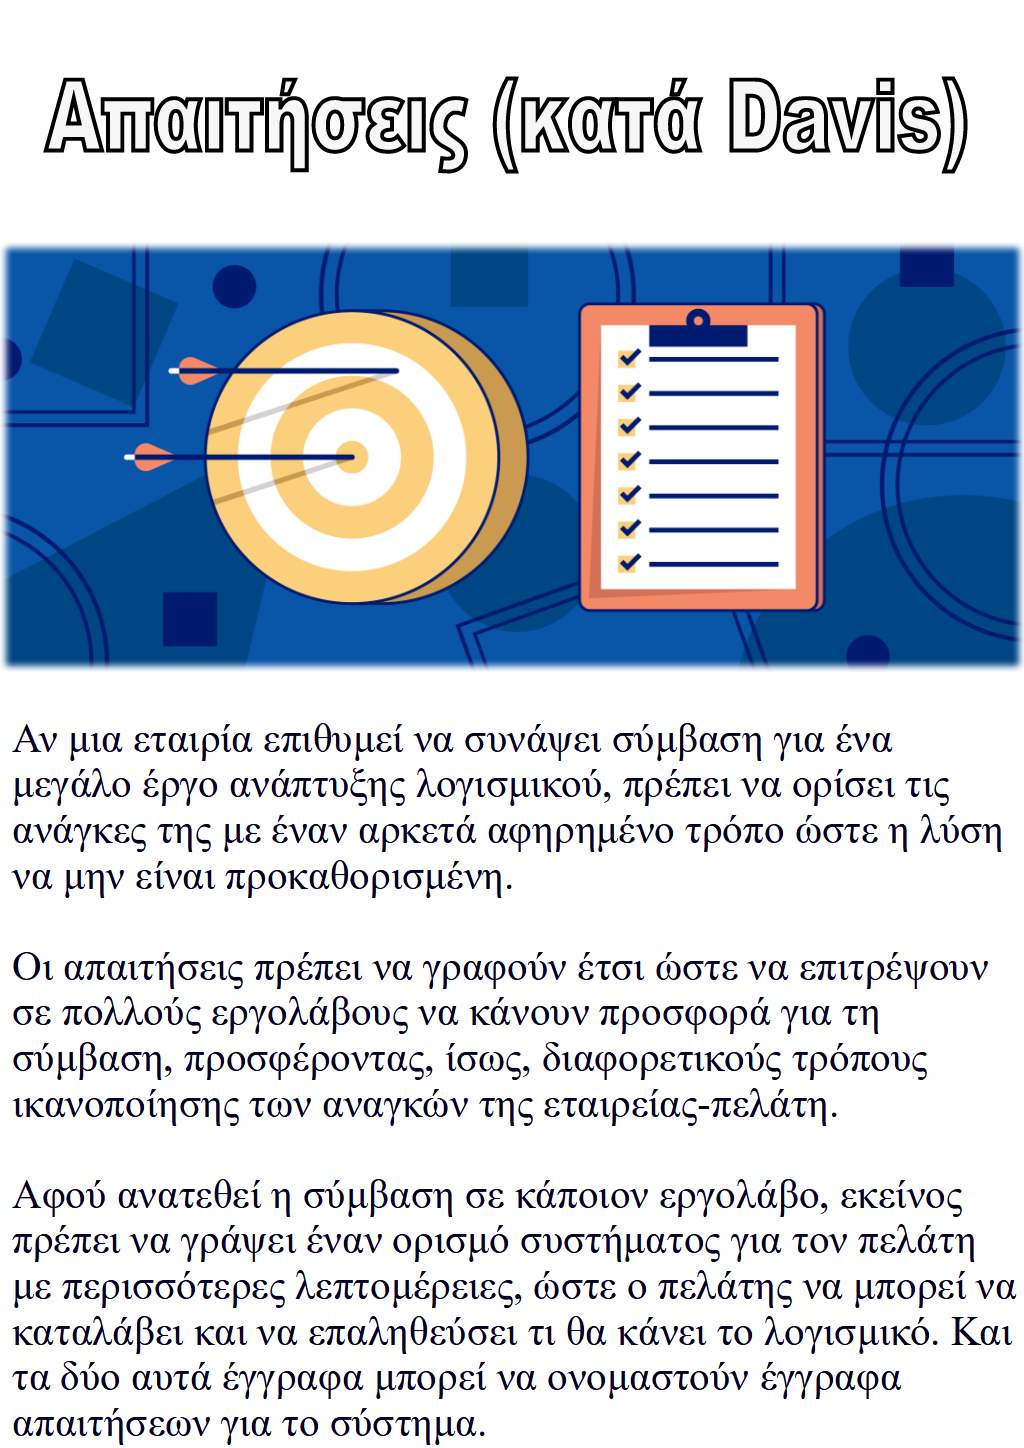 Απαιτήσεις (κατά Davis)
Αν μια εταιρία επιθυμεί να συνάψει σύμβαση για ένα
μεγάλο έργο ανάπτυξης λογισμικού, πρέπει να ορίσει τις
ανάγκες της με έναν αρκετά αφηρημένο τρόπο ώστε η λύση
να μην είναι προκαθορισμένη.
Οι απαιτήσεις πρέπει να γραφούν έτσι ώστε να επιτρέψουν
σε πολλούς εργολάβους να κάνουν προσφορά για τη
σύμβαση, προσφέροντας, ίσως, διαφορετικούς τρόπους
ικανοποίησης των αναγκών της εταιρείας-πελάτη.
Αφού ανατεθεί η σύμβαση σε κάποιον εργολάβο, εκείνος
πρέπει να γράψει έναν ορισμό συστήματος για τον πελάτη
με περισσότερες λεπτομέρειες, ώστε ο πελάτης να μπορεί να
καταλάβει και να επαληθεύσει τι θα κάνει το λογισμικό. Και
τα δύο αυτά έγγραφα μπορεί να ονομαστούν έγγραφα
απαιτήσεων για το σύστημα.